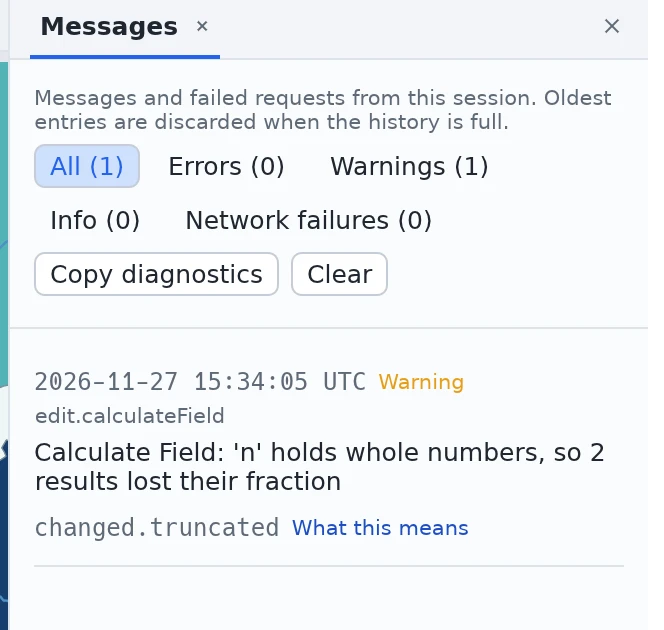 Messages ×
Messages and failed requests from this session. Oldest
entries are discarded when the history is full.
All (1) Errors (0) Warnings (1)
Info (0) Network failures (0)
Copy diagnostics Clear
2026-11-27 15:34:05 UTC Warning
edit.calculateField
Calculate Field: 'n' holds whole numbers, so 2
results lost their fraction
changed.truncated What this means